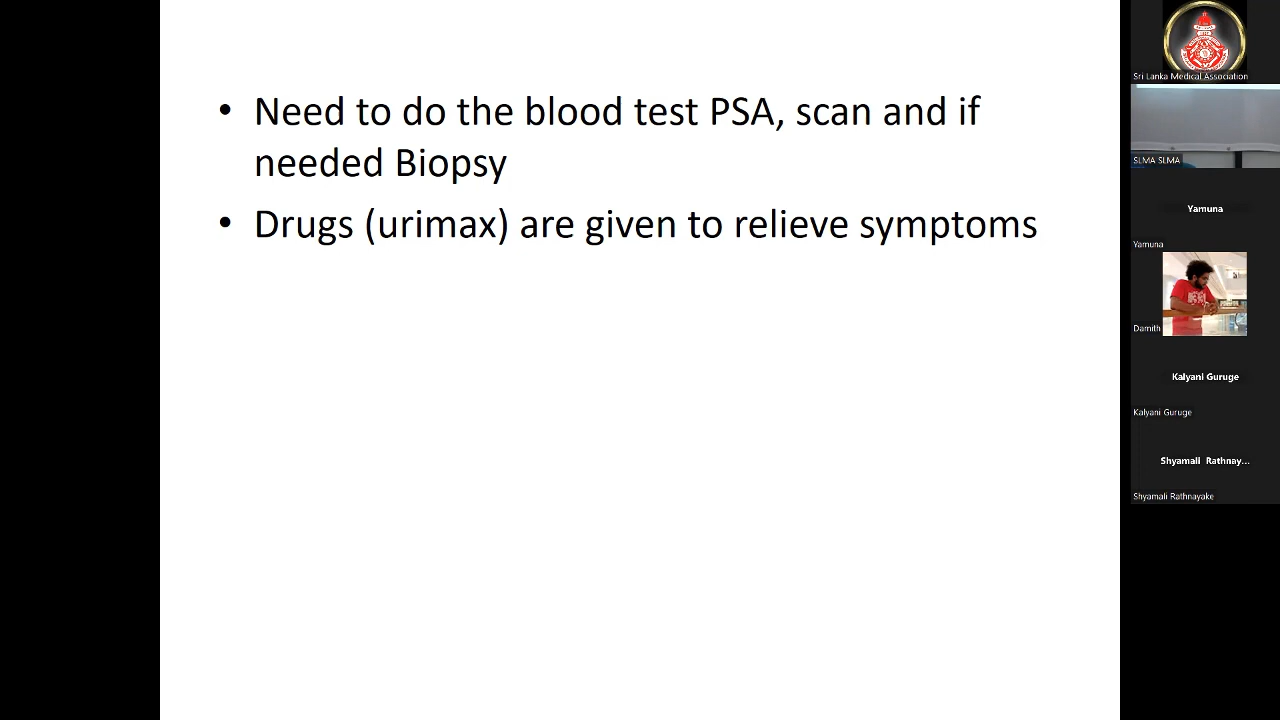 • Need to do the blood test PSA, scan and if
needed Biopsy
• Drugs (urimax) are given to relieve symptoms
Sri Lanka Medical Association
SLMA SLMA
Yamuna
Yamuna
Damith
Kalyani Guruge
Kalyani Guruge
Shyamali Rathnay...
Shyamali Rathnayake